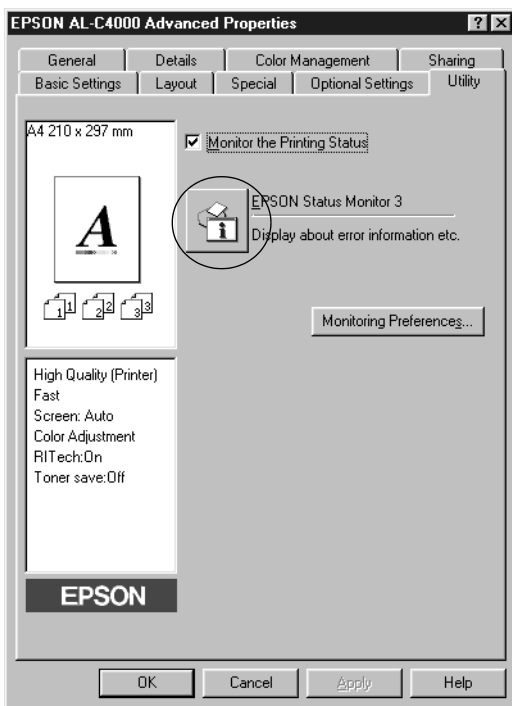 EPSON AL-C4000 Advanced Properties
General Details Color Management Sharing
Basic Settings Layout Special Optional Settings Utility
A4 210 x 297 mm
Monitor the Printing Status
EPSON Status Monitor 3
Display about error information etc.
A
1 1 2 2 3 3
Monitoring Preferences...
High Quality (Printer)
Fast
Screen: Auto
Color Adjustment
RITech:On
Toner save:Off
EPSON
OK Cancel Apply Help